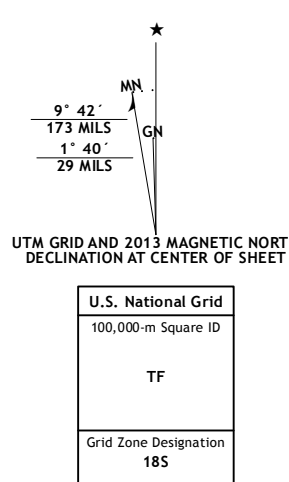 ★
MN
9° 42´
173 MILS
GN
1° 40´
29 MILS
UTM GRID AND 2013 MAGNETIC NORT
DECLINATION AT CENTER OF SHEET
U.S. National Grid
100,000-m Square ID
TF
Grid Zone Designation
18S